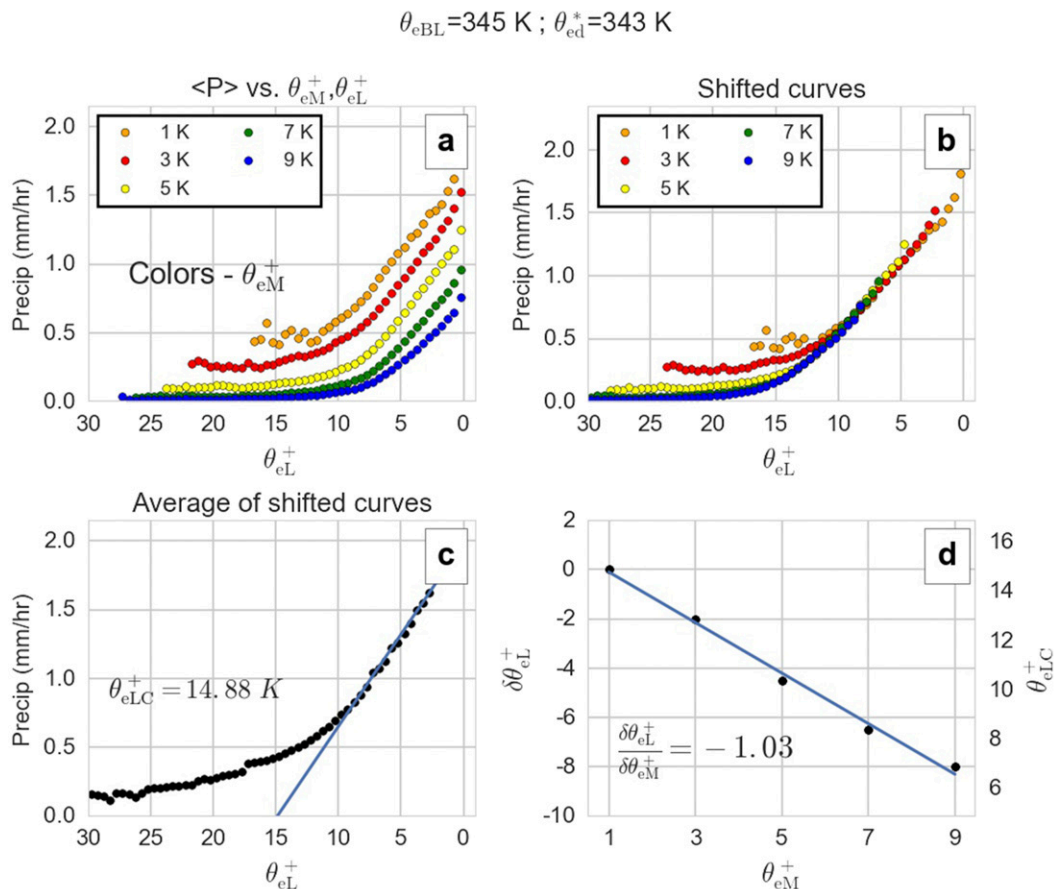 θeBL=345 K ; θ*ed=343 K
<P> vs. θ+eM,θ+eL
Shifted curves
2.0
1.5
1.0
0.5
0.0
Precip (mm/hr)
1 K
3 K
5 K
7 K
9 K
a
Colors - θ+eM
30 25 20 15 10 5 0
θ+eL
2.0
1.5
1.0
0.5
0.0
Precip (mm/hr)
1 K
3 K
5 K
7 K
9 K
b
30 25 20 15 10 5 0
θ+eL
Average of shifted curves
2.0
1.5
1.0
0.5
0.0
Precip (mm/hr)
c
θ+eLC = 14.88 K
30 25 20 15 10 5 0
θ+eL
2
0
-2
-4
-6
-8
-10
δθ+eL
d
δθ+eL
δθ+eM
= −1.03
16
14
12
10
8
6
θ+eLC
1 3 5 7 9
θ+eM